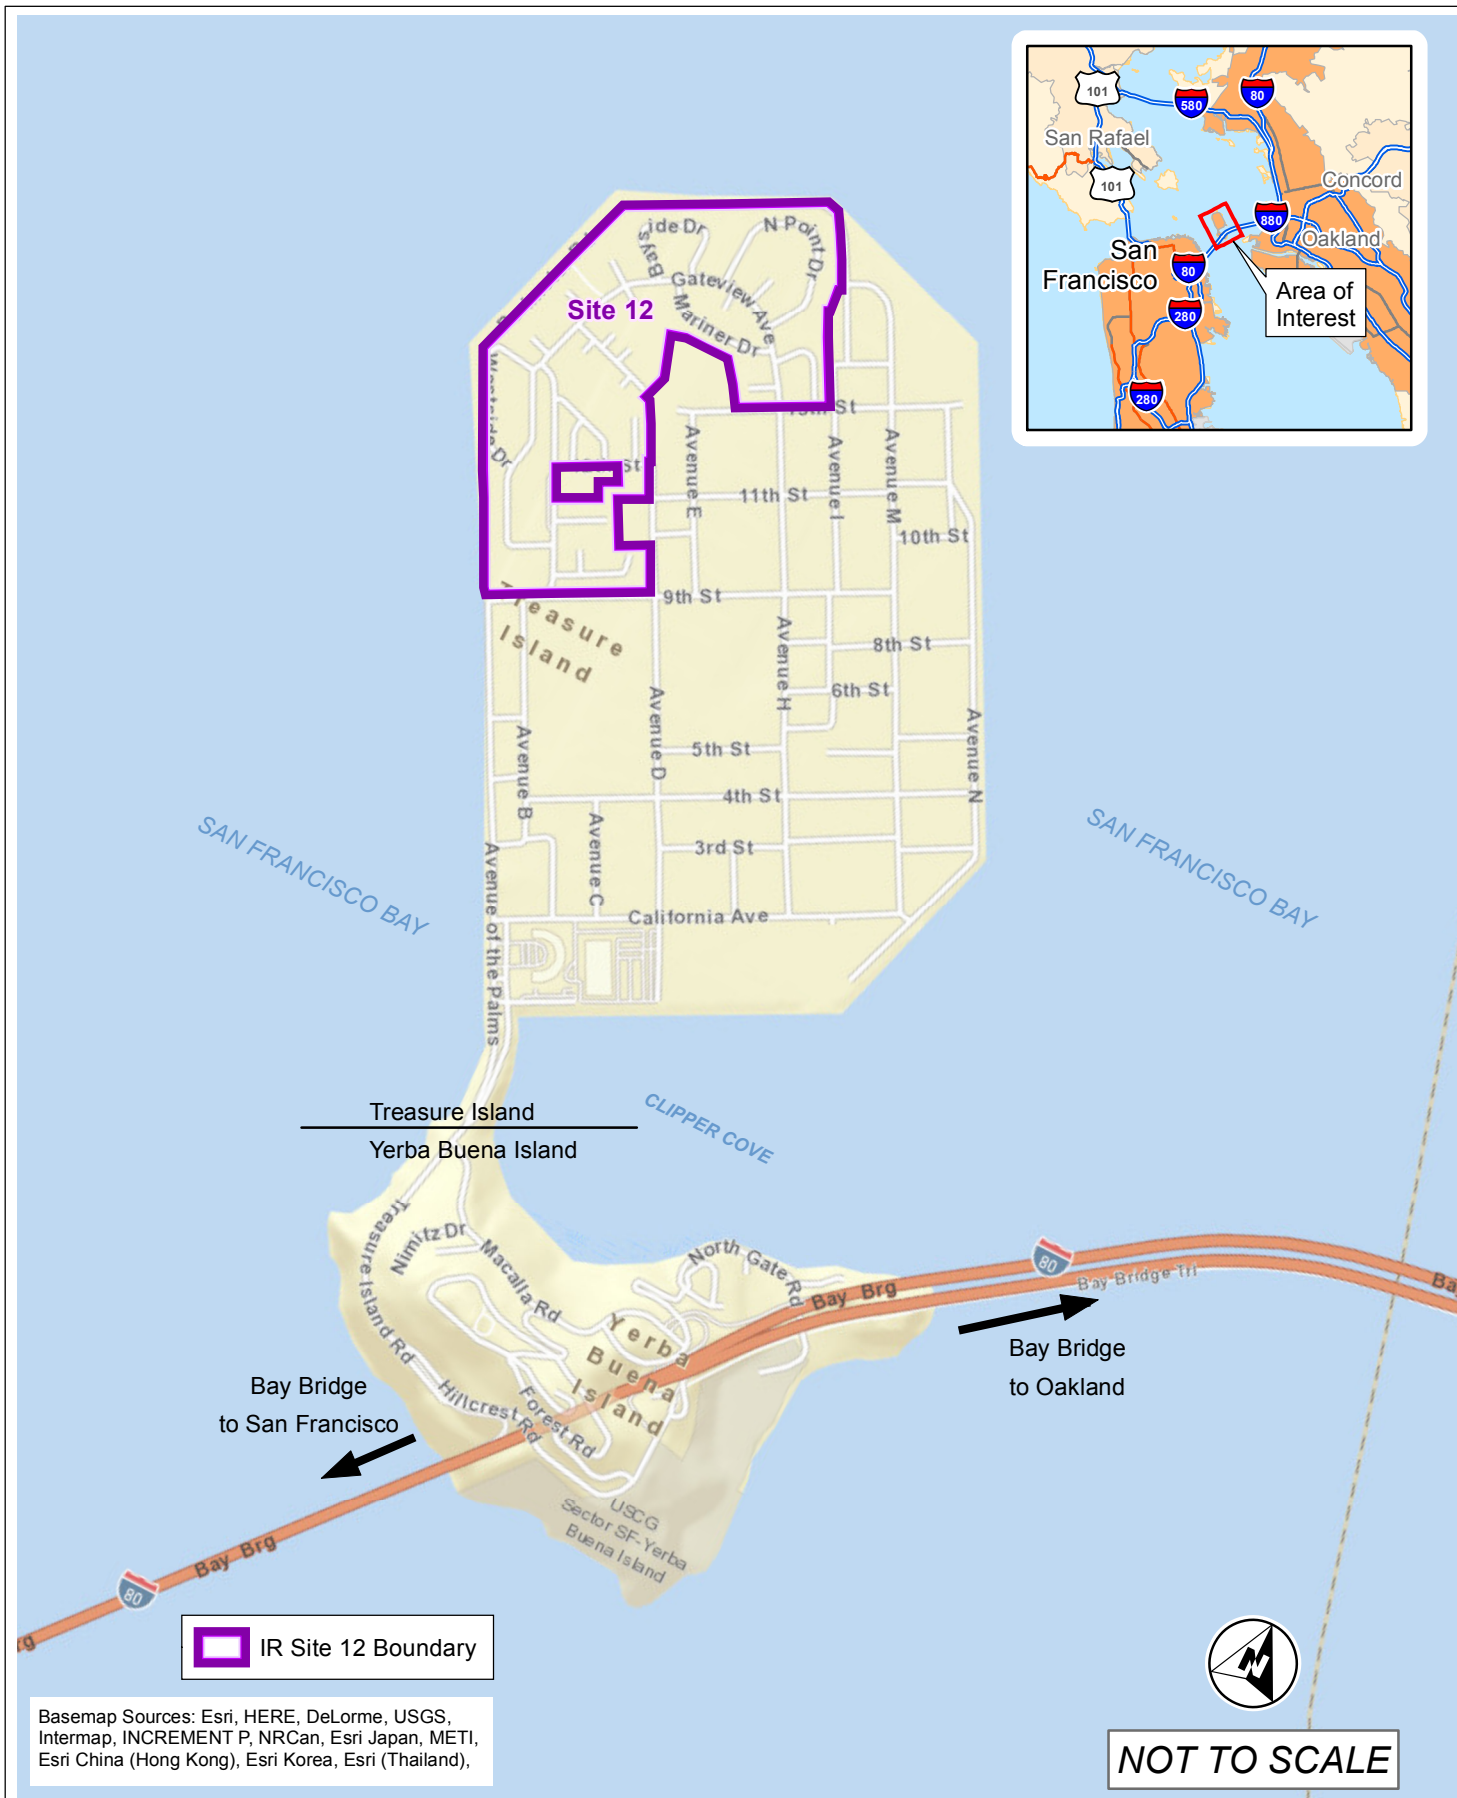 101
580
80
San Rafael
101
Concord
880
Oakland
San
Francisco
80
Area of
Interest
280
280
Bayside Dr
N Point Dr
Gateview Ave
Site 12
Mariner Dr
Westside Dr
13th St
Avenue E
Avenue I
Avenue M
12th St
11th St
10th St
9th St
Treasure
Island
Avenue H
8th St
6th St
Avenue D
Avenue B
5th St
Avenue N
4th St
Avenue C
3rd St
SAN FRANCISCO BAY
SAN FRANCISCO BAY
Avenue of the Palms
California Ave
Treasure Island
Yerba Buena Island
CLIPPER COVE
Treasure Island Rd
Nimitz Dr
Macalla Rd
North Gate Rd
80
Bay Brg
Bay Bridge Trl
Ba
Yerba
Buena
Island
Bay Bridge
to Oakland
Bay Bridge
to San Francisco
Hillcrest Rd
Forest Rd
USCG
Sector SF-Yerba
Buena Island
Bay Brg
80
rg
IR Site 12 Boundary
N
Basemap Sources: Esri, HERE, DeLorme, USGS,
Intermap, INCREMENT P, NRCan, Esri Japan, METI,
Esri China (Hong Kong), Esri Korea, Esri (Thailand),
NOT TO SCALE